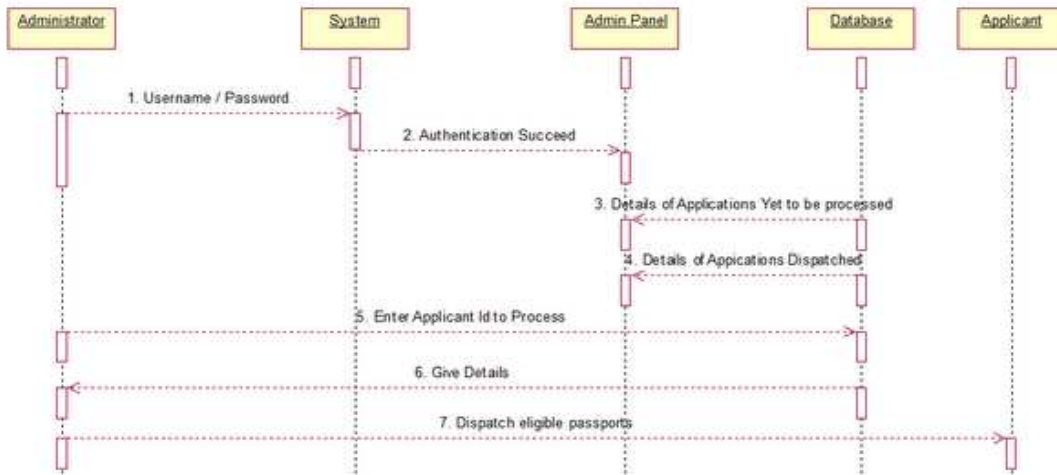 Administrator
System
Admin Panel
Database
Applicant
1. Username / Password
2. Authentication Succeed
3. Details of Applications Yet to be processed
4. Details of Appications Dispatched
5. Enter Applicant Id to Process
6. Give Details
7. Dispatch eligible passports